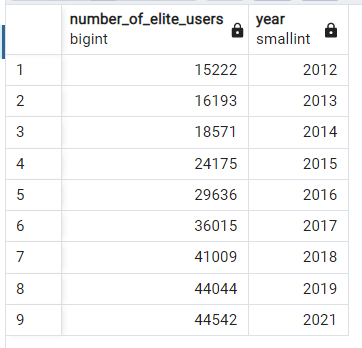 number_of_elite_users year
bigint smallint
1 15222 2012
2 16193 2013
3 18571 2014
4 24175 2015
5 29636 2016
6 36015 2017
7 41009 2018
8 44044 2019
9 44542 2021